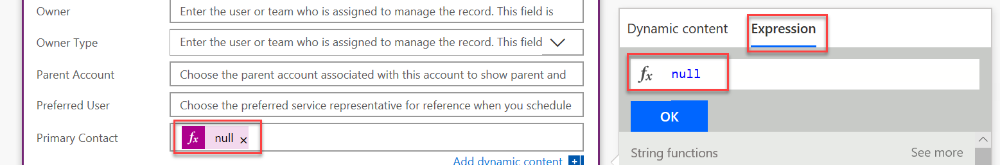 Owner
Enter the user or team who is assigned to manage the record. This field is
Owner Type
Enter the user or team who is assigned to manage the record. This field
Parent Account
Choose the parent account associated with this account to show parent and
Preferred User
Choose the preferred service representative for reference when you schedule
Primary Contact
fx null ×
Add dynamic content +
Dynamic content Expression
fx null
OK
String functions See more